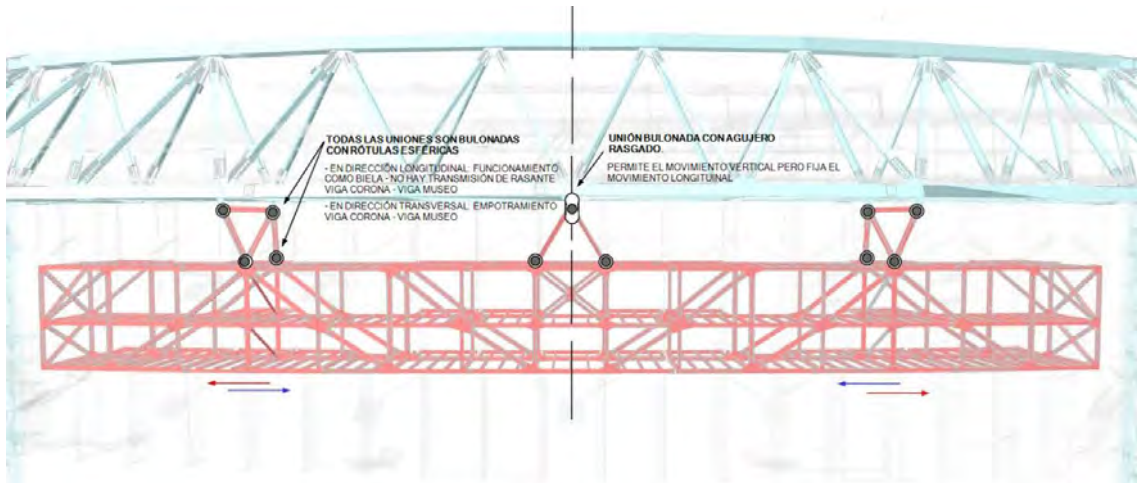 TODAS LAS UNIONES SON BULONADAS
CON RÓTULAS ESFÉRICAS
- EN DIRECCIÓN LONGITUDINAL: FUNCIONAMIENTO
COMO BIELA - NO HAY TRANSMISIÓN DE RASANTE
VIGA CORONA - VIGA MUSEO
- EN DIRECCIÓN TRANSVERSAL: EMPOTRAMIENTO
VIGA CORONA - VIGA MUSEO
UNIÓN BULONADA CON AGUJERO
RASGADO.
PERMITE EL MOVIMIENTO VERTICAL PERO FIJA EL
MOVIMIENTO LONGITUINAL